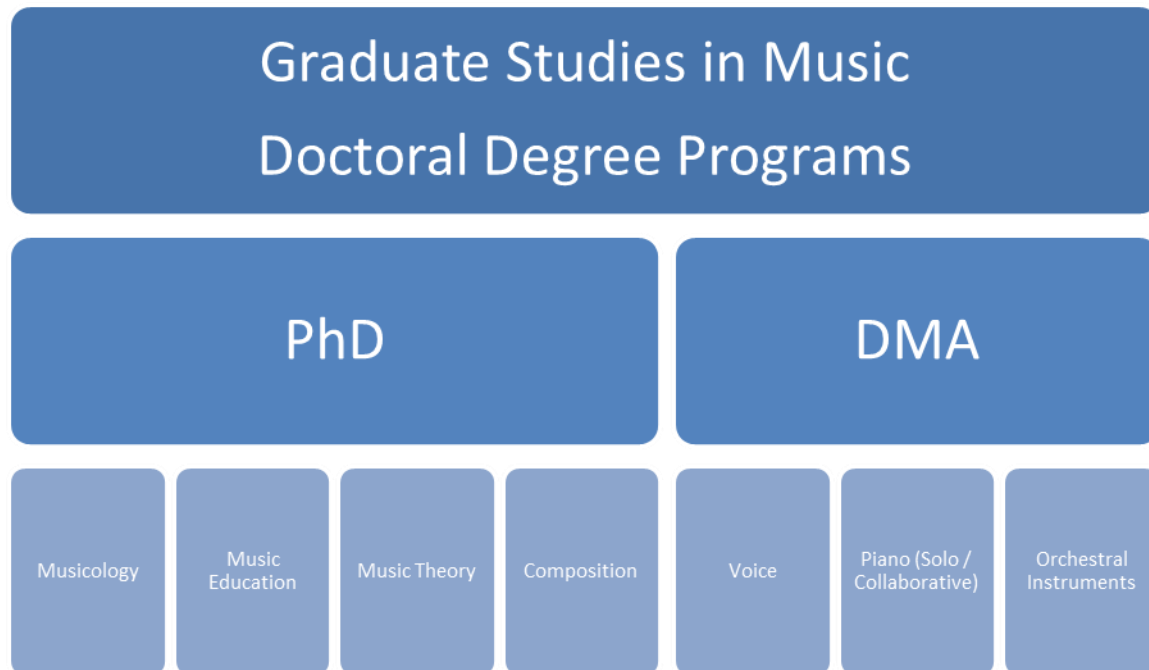 Graduate Studies in Music
Doctoral Degree Programs
PhD
DMA
Musicology
Music
Education
Music Theory
Composition
Voice
Piano (Solo /
Collaborative)
Orchestral
Instruments